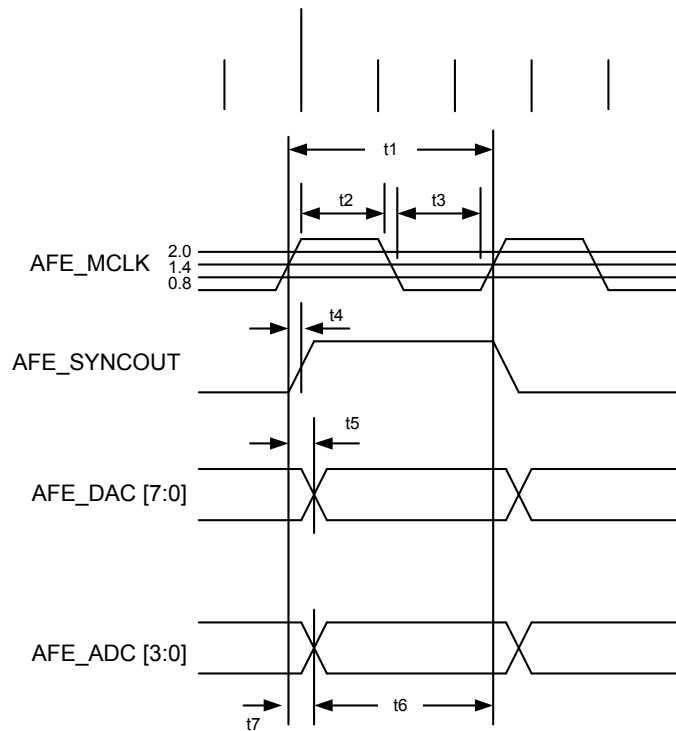 t1
t2
t3
AFE_MCLK
2.0
1.4
0.8
t4
AFE_SYNCOUT
t5
AFE_DAC [7:0]
AFE_ADC [3:0]
t6
t7